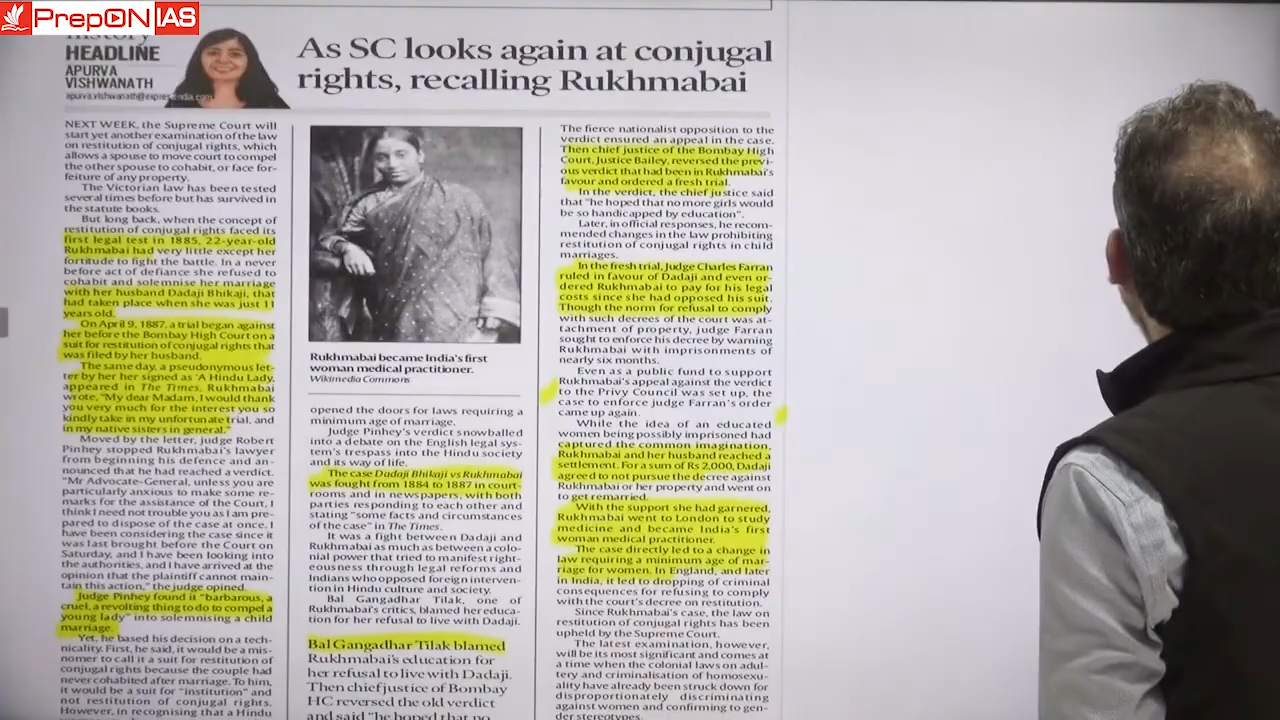 PrepON IAS
history
HEADLINE
APURVA
VISHWANATH
apurva.vishwanath@expressindia.com
As SC looks again at conjugal
rights, recalling Rukhmabai
NEXT WEEK, the Supreme Court will
start yet another examination of the law
on restitution of conjugal rights, which
allows a spouse to move court to compel
the other spouse to cohabit, or face for-
feiture of any property.
The Victorian law has been tested
several times before but has survived in
the statute books.
But long back, when the concept of
restitution of conjugal rights faced its
first legal test in 1885, 22-year-old
Rukhmabai had very little except her
fortitude to fight the battle. In a never
before act of defiance she refused to
cohabit and solemnise her marriage
with her husband Dadaji Bhikaji, that
had taken place when she was just 11
years old.
On April 9, 1887, a trial began against
her before the Bombay High Court on a
suit for restitution of conjugal rights that
was filed by her husband.
The same day, a pseudonymous let-
ter by her her signed as 'A Hindu Lady,
appeared in The Times. Rukhmabai
wrote, "My dear Madam, I would thank
you very much for the interest you so
kindly take in my unfortunate trial, and
in my native sisters in general."
Moved by the letter, judge Robert
Pinhey stopped Rukhmabai's lawyer
from beginning his defence and an-
nounced that he had reached a verdict.
"Mr Advocate-General, unless you are
particularly anxious to make some re-
marks for the assistance of the Court, I
think I need not trouble you as I am pre-
pared to dispose of the case at once. I
have been considering the case since it
was last brought before the Court on
Saturday, and I have been looking into
the authorities, and I have arrived at the
opinion that the plaintiff cannot main-
tain this action," the judge opined.
Judge Pinhey found it "barbarous, a
cruel, a revolting thing to do to compel a
young lady" into solemnising a child
marriage.
Yet, he based his decision on a tech-
nicality. First, he said, it would be a mis-
nomer to call it a suit for restitution of
conjugal rights because the couple had
never cohabited after marriage. To him,
it would be a suit for "institution" and
not restitution of conjugal rights.
However, in recognising that a Hindu
Rukhmabai became India's first
woman medical practitioner.
Wikimedia Commons
opened the doors for laws requiring a
minimum age of marriage.
Judge Pinhey's verdict snowballed
into a debate on the English legal sys-
tem's trespass into the Hindu society
and its way of life.
The case Dadaji Bhikaji vs Rukhmabai
was fought from 1884 to 1887 in court-
rooms and in newspapers, with both
parties responding to each other and
stating "some facts and circumstances
of the case" in The Times.
It was a fight between Dadaji and
Rukhmabai as much as between a colo-
nial power that tried to manifest right-
eousness through legal reforms and
Indians who opposed foreign interven-
tion in Hindu culture and society.
Bal Gangadhar Tilak, one of
Rukhmabai's critics, blamed her educa-
tion for her refusal to live with Dadaji.
Bal Gangadhar Tilak blamed
Rukhmabai's education for
her refusal to live with Dadaji.
Then chief justice of Bombay
HC reversed the old verdict
and said "he hoped that no
The fierce nationalist opposition to the
verdict ensured an appeal in the case.
Then chief justice of the Bombay High
Court, Justice Bailey, reversed the previ-
ous verdict that had been in Rukhmabai's
favour and ordered a fresh trial.
In the verdict, the chief justice said
that "he hoped that no more girls would
be so handicapped by education".
Later, in official responses, he recom-
mended changes in the law prohibiting
restitution of conjugal rights in child
marriages.
In the fresh trial, Judge Charles Farran
ruled in favour of Dadaji and even or-
dered Rukhmabai to pay for his legal
costs since she had opposed his suit.
Though the norm for refusal to comply
with such decrees of the court was at-
tachment of property, judge Farran
sought to enforce his decree by warning
Rukhmabai with imprisonments of
nearly six months.
Even as a public fund to support
Rukhmabai's appeal against the verdict
to the Privy Council was set up, the
case to enforce judge Farran's order
came up again.
While the idea of an educated
women being possibly imprisoned had
captured the common imagination,
Rukhmabai and her husband reached a
settlement. For a sum of Rs 2,000, Dadaji
agreed to not pursue the decree against
Rukhmabai or her property and went on
to get remarried.
With the support she had garnered,
Rukhmabai went to London to study
medicine and became India's first
woman medical practitioner.
The case directly led to a change in
law requiring a minimum age of mar-
riage for women. In England, and later
in India, it led to dropping of criminal
consequences for refusing to comply
with the court's decree on restitution.
Since Rukhmabai's case, the law on
restitution of conjugal rights has been
upheld by the Supreme Court.
The latest examination, however,
will be its most significant and comes at
a time when the colonial laws on adul-
tery and criminalisation of homosexu-
ality have already been struck down for
disproportionately discriminating
against women and confirming to gen-
der stereotypes.